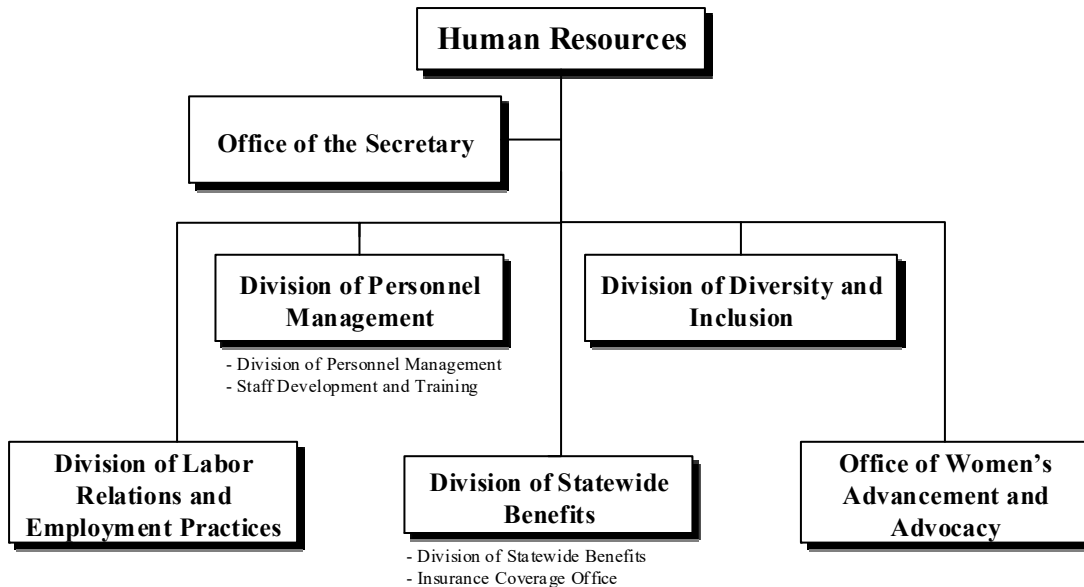 Human Resources
Office of the Secretary
Division of Personnel
Management
- Division of Personnel Management
- Staff Development and Training
Division of Diversity and
Inclusion
Division of Labor
Relations and
Employment Practices
Division of Statewide
Benefits
- Division of Statewide Benefits
- Insurance Coverage Office
Office of Women’s
Advancement and
Advocacy